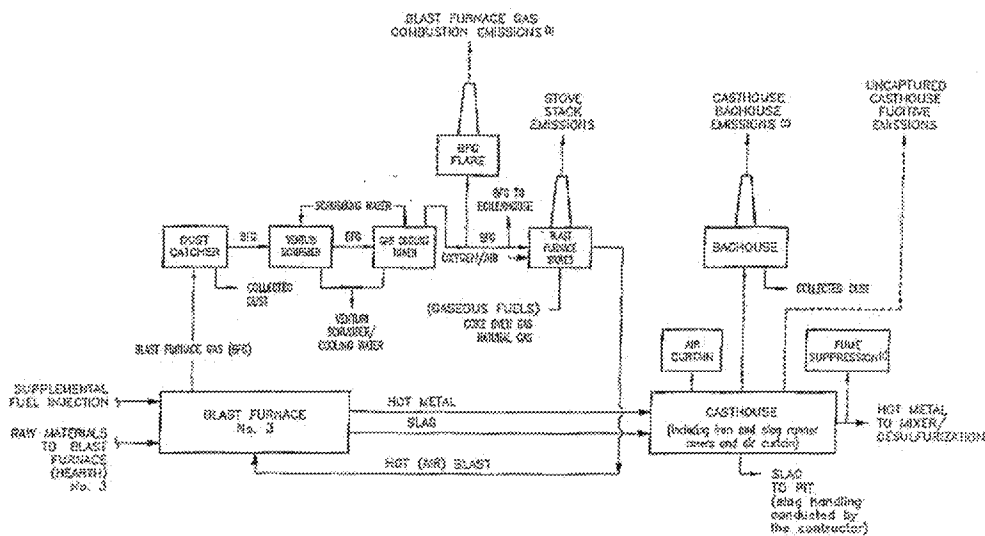 BLAST FURNACE GAS
COMBUSTION EMISSIONS
STOVE
STACK
EMISSIONS
CASTHOUSE
BAGHOUSE
EMISSIONS
UNCAPTURED
CASTHOUSE
FUGITIVE
EMISSIONS
BFG
FLARE
SCRUBBING WATER
BFG TO
BOILERHOUSE
DUST
CATCHER
BFG
VENTURI
SCRUBBER
BFG
GAS COOLING
TOWER
BFG
OXYGEN/AIR
BLAST
FURNACE
STOVES
BAGHOUSE
COLLECTED
DUST
COLLECTED DUST
VENTURI
SCRUBBER/
COOLING WATER
(GASEOUS FUELS)
COKE OVEN GAS
NATURAL GAS
BLAST FURNACE GAS (BFG)
AIR
CURTAIN
FUME
SUPPRESSION
SUPPLEMENTAL
FUEL INJECTION
BLAST FURNACE
No. 3
HOT METAL
SLAG
CASTHOUSE
(including iron and slag runner
covers and air curtain)
HOT METAL
TO MIXER/
DESULFURIZATION
RAW MATERIALS
TO BLAST
FURNACE
(HEARTH)
No. 3
HOT (AIR) BLAST
SLAG
TO PIT
(slag handling
conducted by
the contractor)